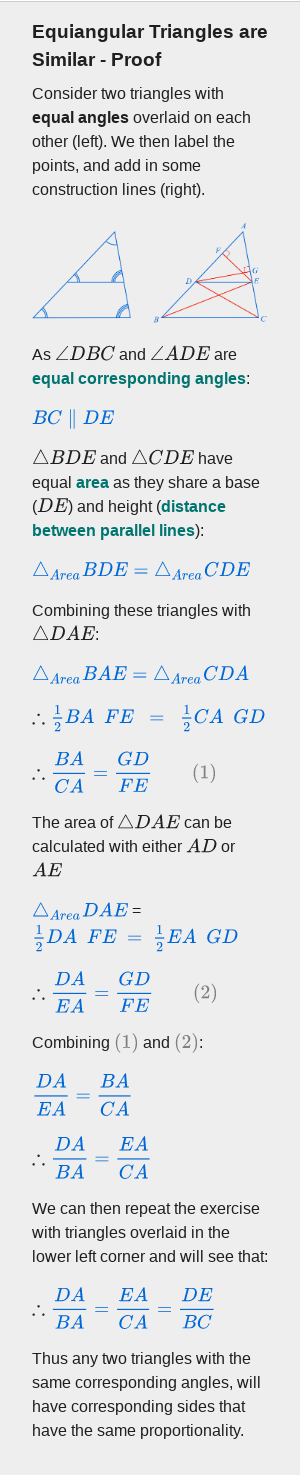 Equiangular Triangles are
Similar - Proof
Consider two triangles with
equal angles overlaid on each
other (left). We then label the
points, and add in some
construction lines (right).
A
F
G
D
E
B
C
As ∠DBC and ∠ADE are
equal corresponding angles:
BC ∥ DE
△BDE and △CDE have
equal area as they share a base
(DE) and height (distance
between parallel lines):
△Area BDE = △Area CDE
Combining these triangles with
△DAE:
△Area BAE = △Area CDA
∴ 1/2 BA FE = 1/2 CA GD
∴ BA/CA = GD/FE (1)
The area of △DAE can be
calculated with either AD or
AE
△Area DAE =
1/2 DA FE = 1/2 EA GD
∴ DA/EA = GD/FE (2)
Combining (1) and (2):
DA/EA = BA/CA
∴ DA/BA = EA/CA
We can then repeat the exercise
with triangles overlaid in the
lower left corner and will see that:
∴ DA/BA = EA/CA = DE/BC
Thus any two triangles with the
same corresponding angles, will
have corresponding sides that
have the same proportionality.